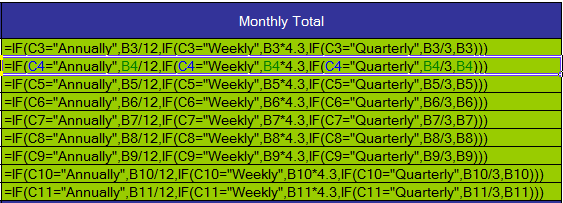 Monthly Total
=IF(C3="Annually",B3/12,IF(C3="Weekly",B3*4.3,IF(C3="Quarterly",B3/3,B3)))
=IF(C4="Annually",B4/12,IF(C4="Weekly",B4*4.3,IF(C4="Quarterly",B4/3,B4)))
=IF(C5="Annually",B5/12,IF(C5="Weekly",B5*4.3,IF(C5="Quarterly",B5/3,B5)))
=IF(C6="Annually",B6/12,IF(C6="Weekly",B6*4.3,IF(C6="Quarterly",B6/3,B6)))
=IF(C7="Annually",B7/12,IF(C7="Weekly",B7*4.3,IF(C7="Quarterly",B7/3,B7)))
=IF(C8="Annually",B8/12,IF(C8="Weekly",B8*4.3,IF(C8="Quarterly",B8/3,B8)))
=IF(C9="Annually",B9/12,IF(C9="Weekly",B9*4.3,IF(C9="Quarterly",B9/3,B9)))
=IF(C10="Annually",B10/12,IF(C10="Weekly",B10*4.3,IF(C10="Quarterly",B10/3,B10)))
=IF(C11="Annually",B11/12,IF(C11="Weekly",B11*4.3,IF(C11="Quarterly",B11/3,B11)))